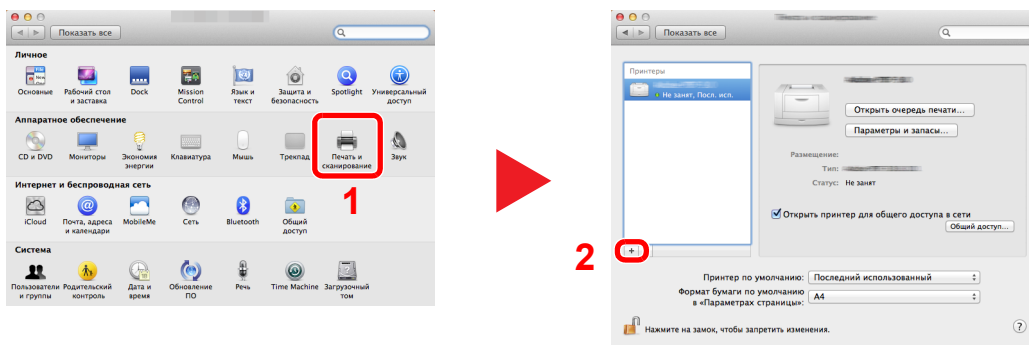 Показать все
Личное
Основные
Рабочий стол
и заставка
Dock
Mission
Control
Язык и
текст
Защита и
безопасность
Spotlight
Универсальный
доступ
Аппаратное обеспечение
CD и DVD
Мониторы
Экономия
энергии
Клавиатура
Мышь
Трекпад
Печать и
сканирование
Звук
1
Интернет и беспроводная сеть
iCloud
Почта, адреса
и календари
MobileMe
Сеть
Bluetooth
Общий
доступ
Система
Пользователи
и группы
Родительский
контроль
Дата и
время
Обновление
ПО
Речь
Time Machine
Загрузочный
том
Показать все
Принтеры
Не занят, Посл. исп.
Открыть очередь печати...
Параметры и запасы...
Размещение:
Тип:
Статус: Не занят
Открыть принтер для общего доступа в сети
Общий доступ...
2
+
Принтер по умолчанию: Последний использованный
Формат бумаги по умолчанию
в «Параметрах страницы»: A4
Нажмите на замок, чтобы запретить изменения.
?